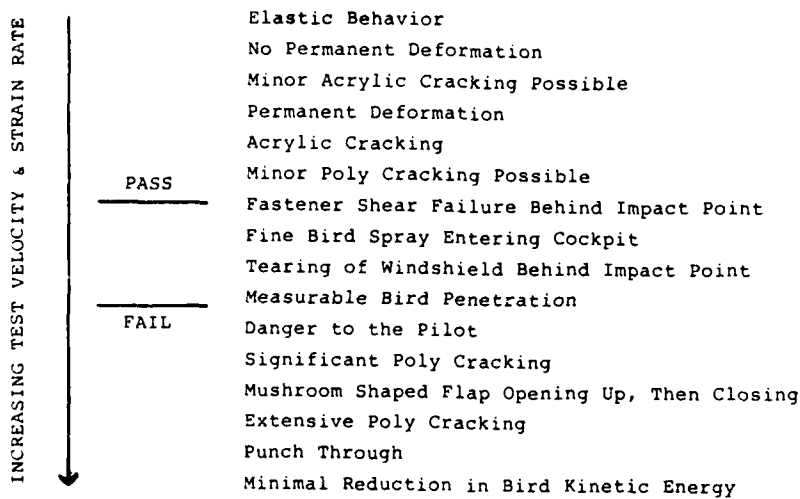 INCREASING TEST VELOCITY & STRAIN RATE
Elastic Behavior
No Permanent Deformation
Minor Acrylic Cracking Possible
Permanent Deformation
Acrylic Cracking
Minor Poly Cracking Possible
PASS
Fastener Shear Failure Behind Impact Point
Fine Bird Spray Entering Cockpit
Tearing of Windshield Behind Impact Point
Measurable Bird Penetration
FAIL
Danger to the Pilot
Significant Poly Cracking
Mushroom Shaped Flap Opening Up, Then Closing
Extensive Poly Cracking
Punch Through
Minimal Reduction in Bird Kinetic Energy